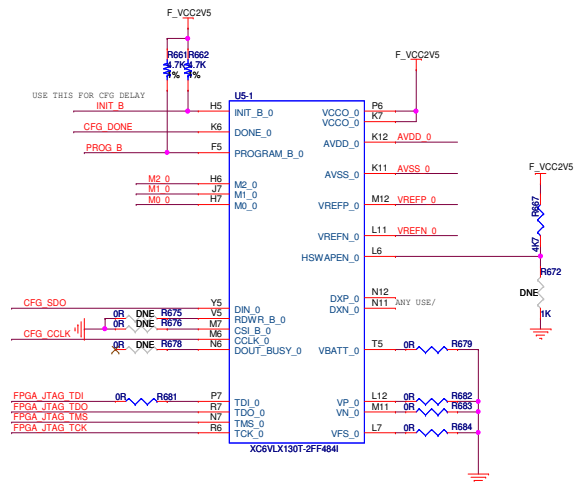 F_VCC2V5
R661 R662
4.7K 4.7K
1% 1%
USE THIS FOR CFG DELAY
F_VCC2V5
U5-1
INIT_B H5 INIT_B_0
VCCO_0 P6
VCCO_0 K7
CFG_DONE K6 DONE_0
AVDD_0 K12 AVDD_0
PROG_B F5 PROGRAM_B_0
AVSS_0 K11 AVSS_0
F_VCC2V5
M2_0 H6 M2_0
M1_0 J7 M1_0
M0_0 H7 M0_0
VREFP_0 M12 VREFP_0
R667
4K7
VREFN_0 L11 VREFN_0
HSWAPEN_0 L6
R672
DNE
1K
DXP_0 N12
DXN_0 N11 ANY USE/
CFG_SDO Y5 DIN_0
0R DNE R675 V5 RDWR_B_0
0R DNE R676 M7 CSI_B_0
CFG_CCLK M6 CCLK_0
0R DNE R678 N6 DOUT_BUSY_0
VBATT_0 T5 0R R679
FPGA_JTAG_TDI 0R R681 P7 TDI_0
FPGA_JTAG_TDO R7 TDO_0
FPGA_JTAG_TMS N7 TMS_0
FPGA_JTAG_TCK R6 TCK_0
VP_0 L12 0R R682
VN_0 M11 0R R683
VFS_0 L7 0R R684
XC6VLX130T-2FF484I